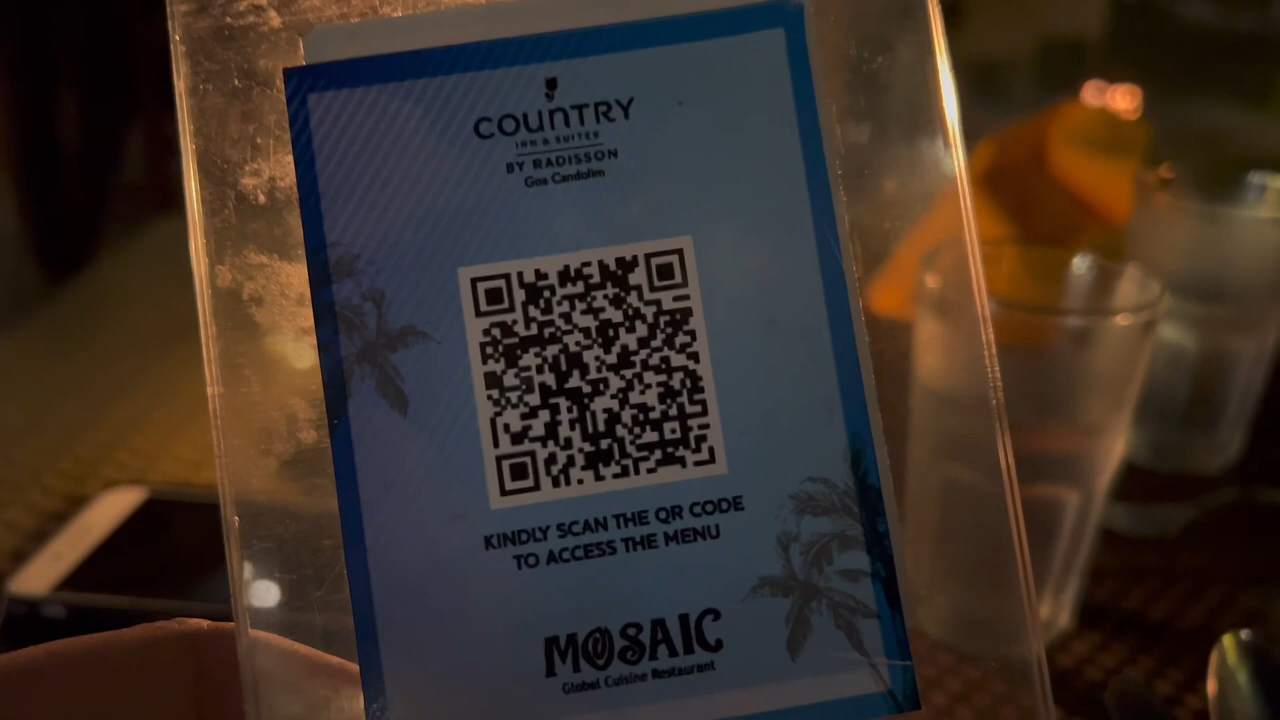 COUNTRY
INN & SUITES
BY RADISSON
Goa Candolim
KINDLY SCAN THE QR CODE
TO ACCESS THE MENU
MOSAIC
Global Cuisine Restaurant